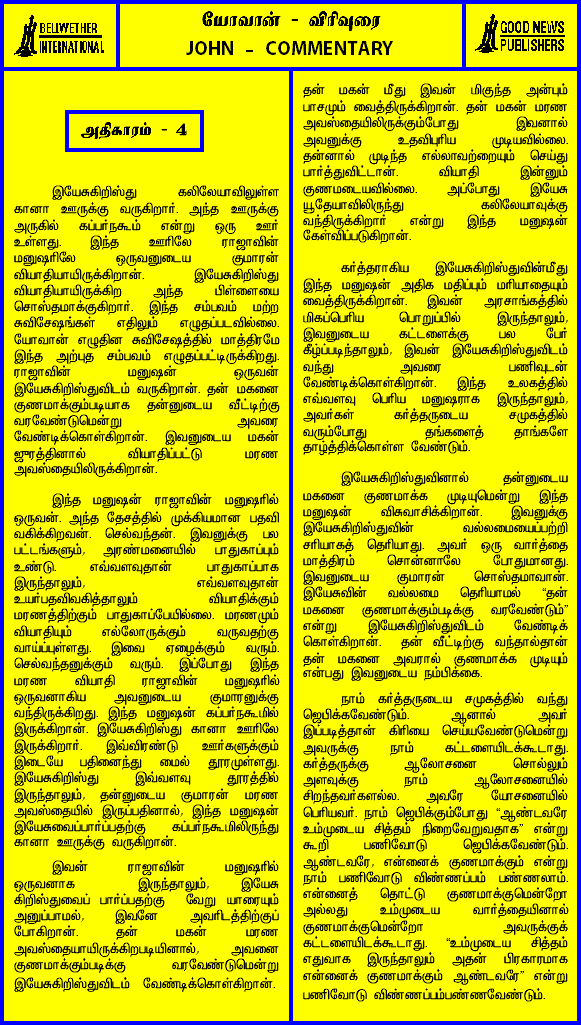 BELWETHER
INTERNATIONAL
யோவான் - விரிவுரை
JOHN - COMMENTARY
GOOD NEWS
PUBLISHERS
அதிகாரம் - 4
இயேசுகிறிஸ்து கலிலேயாவிலுள்ள
கானா ஊருக்கு வருகிறார். அந்த ஊருக்கு
அருகில் கப்பர்நகூம் என்று ஒரு ஊர்
உள்ளது. இந்த ஊரிலே ராஜாவின்
மனுஷரிலே ஒருவனுடைய குமாரன்
வியாதியாயிருக்கிறான். இயேசுகிறிஸ்து
வியாதியாயிருக்கிற அந்த பிள்ளையை
சொஸ்தமாக்குகிறார். இந்த சம்பவம் மற்ற
சுவிசேஷங்கள் எதிலும் எழுதப்படவில்லை.
யோவான் எழுதின சுவிசேஷத்தில் மாத்திரமே
இந்த அற்புத சம்பவம் எழுதப்பட்டிருக்கிறது.
ராஜாவின் மனுஷன் ஒருவன்
இயேசுகிறிஸ்துவிடம் வருகிறான். தன் மகனை
குணமாக்கும்படியாக தன்னுடைய வீட்டிற்கு
வரவேண்டுமென்று அவரை
வேண்டிக்கொள்கிறான். இவனுடைய மகன்
ஜுரத்தினால் வியாதிப்பட்டு மரண
அவஸ்தையிலிருக்கிறான்.
இந்த மனுஷன் ராஜாவின் மனுஷரில்
ஒருவன். அந்த தேசத்தில் முக்கியமான பதவி
வகிக்கிறவன். செல்வந்தன். இவனுக்கு பல
பட்டங்களும், அரண்மனையில் பாதுகாப்பும்
உண்டு. எவ்வளவுதான் பாதுகாப்பாக
இருந்தாலும், எவ்வளவுதான்
உயர்பதவிவகித்தாலும் வியாதிக்கும்
மரணத்திற்கும் பாதுகாப்பேயில்லை. மரணமும்
வியாதியும் எல்லோருக்கும் வருவதற்கு
வாய்ப்புள்ளது. இவை ஏழைக்கும் வரும்.
செல்வந்தனுக்கும் வரும். இப்போது இந்த
மரண வியாதி ராஜாவின் மனுஷரில்
ஒருவனாகிய அவனுடைய குமாரனுக்கு
வந்திருக்கிறது. இந்த மனுஷன் கப்பர்நகூமில்
இருக்கிறான். இயேசுகிறிஸ்து கானா ஊரிலே
இருக்கிறார். இவ்விரண்டு ஊர்களுக்கும்
இடையே பதினைந்து மைல் தூரமுள்ளது.
இயேசுகிறிஸ்து இவ்வளவு தூரத்தில்
இருந்தாலும், தன்னுடைய குமாரன் மரண
அவஸ்தையில் இருப்பதினால், இந்த மனுஷன்
இயேசுவைப்பார்ப்பதற்கு கப்பர்நகூமிலிருந்து
கானா ஊருக்கு வருகிறான்.
இவன் ராஜாவின் மனுஷரில்
ஒருவனாக இருந்தாலும், இயேசு
கிறிஸ்துவைப் பார்ப்பதற்கு வேறு யாரையும்
அனுப்பாமல், இவனே அவரிடத்திற்குப்
போகிறான். தன் மகன் மரண
அவஸ்தையாயிருக்கிறபடியினால், அவனை
குணமாக்கும்படிக்கு வரவேண்டுமென்று
இயேசுகிறிஸ்துவிடம் வேண்டிக்கொள்கிறான்.
தன் மகன் மீது இவன் மிகுந்த அன்பும்
பாசமும் வைத்திருக்கிறான். தன் மகன் மரண
அவஸ்தையிலிருக்கும்போது இவனால்
அவனுக்கு உதவிபுரிய முடியவில்லை.
தன்னால் முடிந்த எல்லாவற்றையும் செய்து
பார்த்துவிட்டான். வியாதி இன்னும்
குணமடையவில்லை. அப்போது இயேசு
யூதேயாவிலிருந்து கலிலேயாவுக்கு
வந்திருக்கிறார் என்று இந்த மனுஷன்
கேள்விப்படுகிறான்.
கர்த்தராகிய இயேசுகிறிஸ்துவின்மீது
இந்த மனுஷன் அதிக மதிப்பும் மரியாதையும்
வைத்திருக்கிறான். இவன் அரசாங்கத்தில்
மிகப்பெரிய பொறுப்பில் இருந்தாலும்,
இவனுடைய கட்டளைக்கு பல பேர்
கீழ்ப்படிந்தாலும், இவன் இயேசுகிறிஸ்துவிடம்
வந்து அவரை பணிவுடன்
வேண்டிக்கொள்கிறான். இந்த உலகத்தில்
எவ்வளவு பெரிய மனுஷராக இருந்தாலும்,
அவர்கள் கர்த்தருடைய சமுகத்தில்
வரும்போது தங்களைத் தாங்களே
தாழ்த்திக்கொள்ள வேண்டும்.
இயேசுகிறிஸ்துவினால் தன்னுடைய
மகனை குணமாக்க முடியுமென்று இந்த
மனுஷன் விசுவாசிக்கிறான். இவனுக்கு
இயேசுகிறிஸ்துவின் வல்லமையைப்பற்றி
சரியாகத் தெரியாது. அவர் ஒரு வார்த்தை
மாத்திரம் சொன்னாலே போதுமானது.
இவனுடைய குமாரன் சொஸ்தமாவான்.
இயேசுவின் வல்லமை தெரியாமல் “தன்
மகனை குணமாக்கும்படிக்கு வரவேண்டும்”
என்று இயேசுகிறிஸ்துவிடம் வேண்டிக்
கொள்கிறான். தன் வீட்டிற்கு வந்தால்தான்
தன் மகனை அவரால் குணமாக்க முடியும்
என்பது இவனுடைய நம்பிக்கை.
நாம் கர்த்தருடைய சமுகத்தில் வந்து
ஜெபிக்கவேண்டும். ஆனால் அவர்
இப்படித்தான் கிரியை செய்யவேண்டுமென்று
அவருக்கு நாம் கட்டளையிடக்கூடாது.
கர்த்தருக்கு ஆலோசனை சொல்லும்
அளவுக்கு நாம் ஆலோசனையில்
சிறந்தவர்களல்ல. அவரே யோசனையில்
பெரியவர். நாம் ஜெபிக்கும்போது “ஆண்டவரே
உம்முடைய சித்தம் நிறைவேறுவதாக” என்று
கூறி பணிவோடு ஜெபிக்கவேண்டும்.
ஆண்டவரே, என்னைக் குணமாக்கும் என்று
நாம் பணிவோடு விண்ணப்பம் பண்ணலாம்.
என்னைத் தொட்டு குணமாக்குமென்றோ
அல்லது உம்முடைய வார்த்தையினால்
குணமாக்குமென்றோ அவருக்குக்
கட்டளையிடக்கூடாது. “உம்முடைய சித்தம்
எதுவாக இருந்தாலும் அதன் பிரகாரமாக
என்னைக் குணமாக்கும் ஆண்டவரே” என்று
பணிவோடு விண்ணப்பம்பண்ணவேண்டும்.